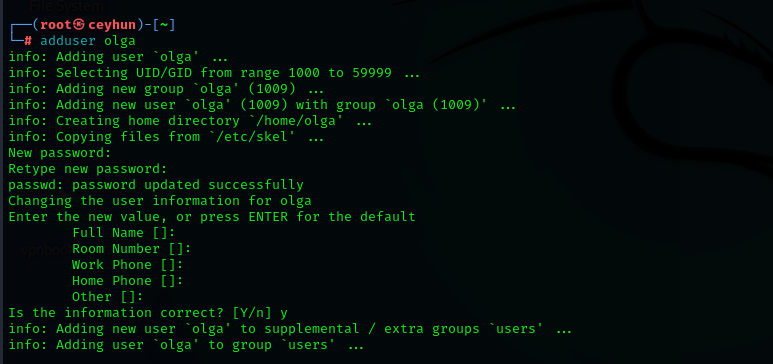 File System
┌──(root㉿ceyhun)-[~]
└─# adduser olga
info: Adding user `olga' ...
info: Selecting UID/GID from range 1000 to 59999 ...
info: Adding new group `olga' (1009) ...
info: Adding new user `olga' (1009) with group `olga (1009)' ...
info: Creating home directory `/home/olga' ...
info: Copying files from `/etc/skel' ...
New password:
Retype new password:
passwd: password updated successfully
Changing the user information for olga
Enter the new value, or press ENTER for the default
        Full Name []:
        Room Number []:
        Work Phone []:
        Home Phone []:
        Other []:
Is the information correct? [Y/n] y
info: Adding new user `olga' to supplemental / extra groups `users' ...
info: Adding user `olga' to group `users' ...